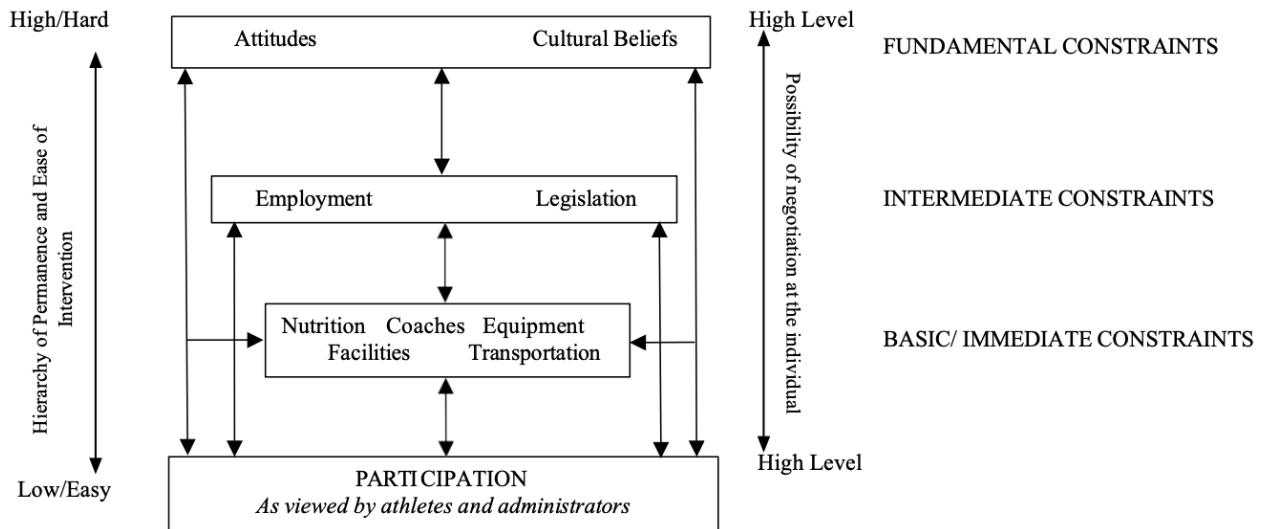 High/Hard
High Level
Attitudes Cultural Beliefs
FUNDAMENTAL CONSTRAINTS
Hierarchy of Permanence and Ease of
Intervention
Possibility of negotiation at the individual
Employment Legislation
INTERMEDIATE CONSTRAINTS
Nutrition Coaches Equipment
Facilities Transportation
BASIC/ IMMEDIATE CONSTRAINTS
High Level
Low/Easy
PARTICIPATION
As viewed by athletes and administrators